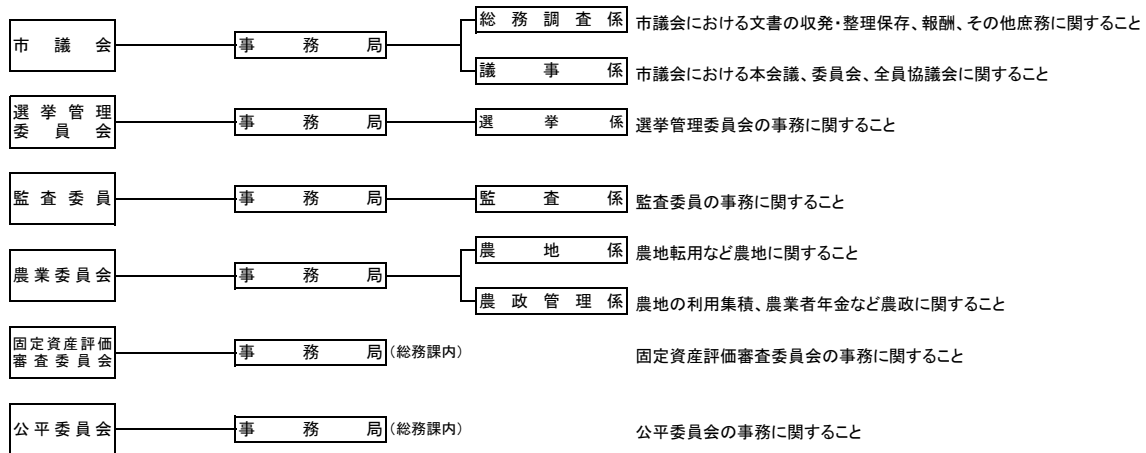 市議会 事務局 総務調査係 市議会における文書の収発・整理保存、報酬、その他庶務に関すること
議事係 市議会における本会議、委員会、全員協議会に関すること
選挙管理
委員会 事務局 選挙係 選挙管理委員会の事務に関すること
監査委員 事務局 監査係 監査委員の事務に関すること
農業委員会 事務局 農地係 農地転用など農地に関すること
農政管理係 農地の利用集積、農業者年金など農政に関すること
固定資産評価
審査委員会 事務局 (総務課内) 固定資産評価審査委員会の事務に関すること
公平委員会 事務局 (総務課内) 公平委員会の事務に関すること